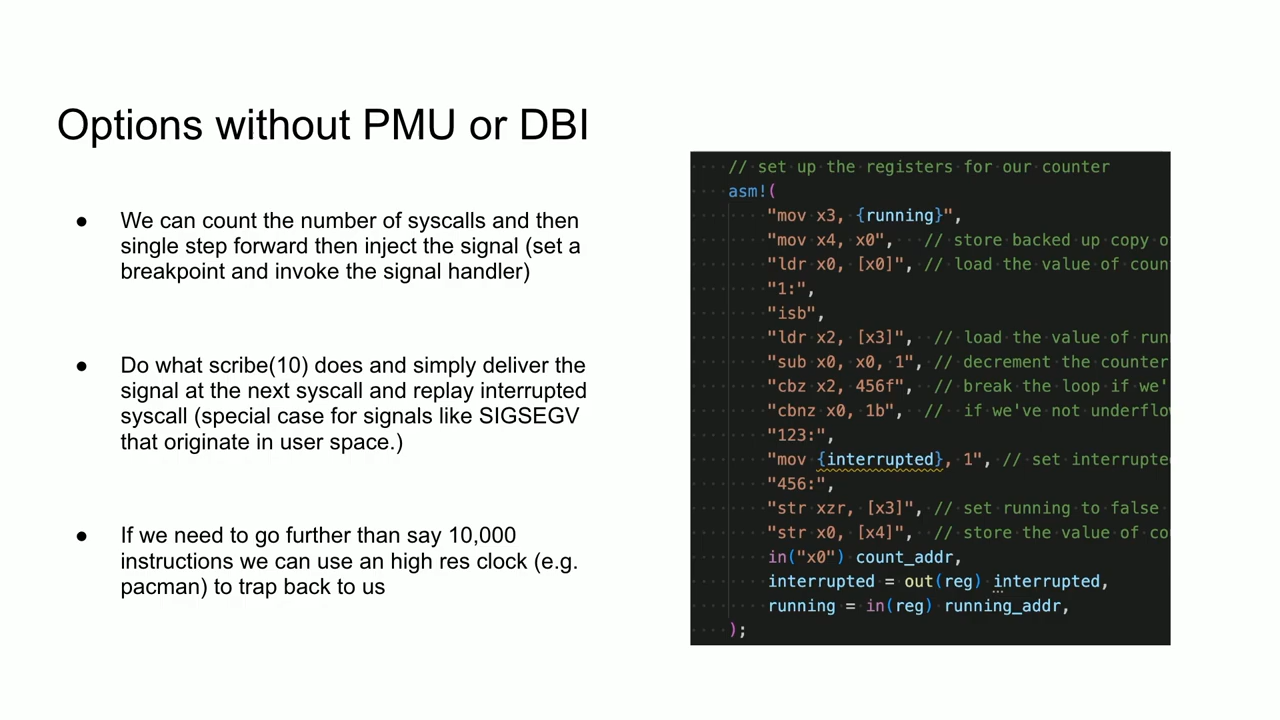 Options without PMU or DBI
● We can count the number of syscalls and then
single step forward then inject the signal (set a
breakpoint and invoke the signal handler)
● Do what scribe(10) does and simply deliver the
signal at the next syscall and replay interrupted
syscall (special case for signals like SIGSEGV
that originate in user space.)
● If we need to go further than say 10,000
instructions we can use an high res clock (e.g.
pacman) to trap back to us
// set up the registers for our counter
asm!(
"mov x3, {running}",
"mov x4, x0", // store backed up copy o
"ldr x0, [x0]", // load the value of coun
"1:",
"isb",
"ldr x2, [x3]", // load the value of run
"sub x0, x0, 1", // decrement the counter
"cbz x2, 456f", // break the loop if we'
"cbnz x0, 1b", // if we've not underflo
"123:",
"mov {interrupted}, 1", // set interrupte
"456:",
"str xzr, [x3]", // set running to false
"str x0, [x4]", // store the value of co
in("x0") count_addr,
interrupted = out(reg) interrupted,
running = in(reg) running_addr,
);